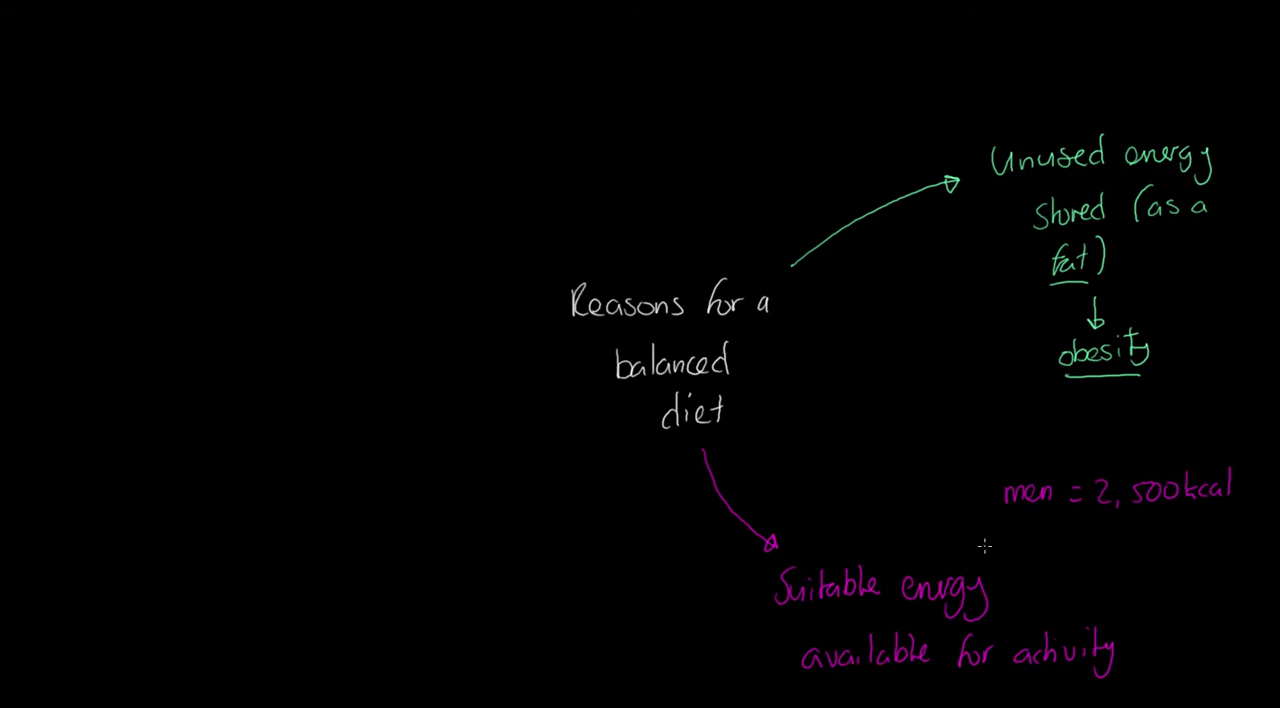 Reasons for a
balanced
diet
Unused energy
stored (as a
fat)
obesity
men = 2,500kcal
Suitable energy
available for activity